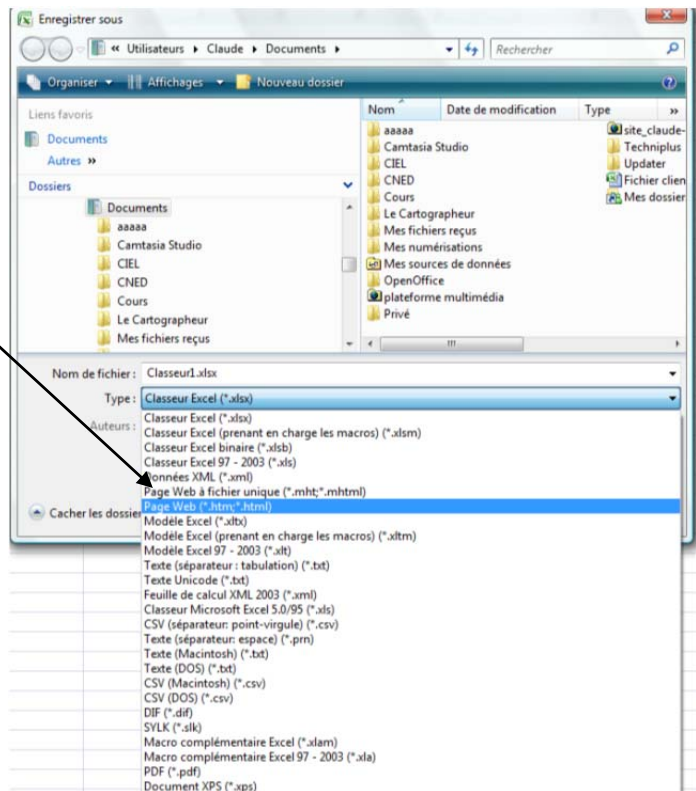 Enregistrer sous
« Utilisateurs Claude Documents
Rechercher
Organiser Affichages Nouveau dossier
Liens favoris
Documents
Autres »
Dossiers
Documents
aaaaa
Camtasia Studio
CIEL
CNED
Cours
Le Cartographeur
Mes fichiers reçus
Nom Date de modification Type »
aaaaa
Camtasia Studio
CIEL
CNED
Cours
Le Cartographeur
Mes fichiers reçus
Mes numérisations
Mes sources de données
OpenOffice
plateforme multimédia
Privé
site_claude-
Techniplus
Updater
Fichier clien
Mes dossier
Nom de fichier : Classeur1.xlsx
Type : Classeur Excel (*.xlsx)
Auteurs :
Cacher les dossier
Classeur Excel (*.xlsx)
Classeur Excel (prenant en charge les macros) (*.xlsm)
Classeur Excel binaire (*.xlsb)
Classeur Excel 97 - 2003 (*.xls)
Données XML (*.xml)
Page Web à fichier unique (*.mht;*.mhtml)
Page Web (*.htm;*.html)
Modèle Excel (*.xltx)
Modèle Excel (prenant en charge les macros) (*.xltm)
Modèle Excel 97 - 2003 (*.xlt)
Texte (séparateur : tabulation) (*.txt)
Texte Unicode (*.txt)
Feuille de calcul XML 2003 (*.xml)
Classeur Microsoft Excel 5.0/95 (*.xls)
CSV (séparateur: point-virgule) (*.csv)
Texte (séparateur: espace) (*.prn)
Texte (Macintosh) (*.txt)
Texte (DOS) (*.txt)
CSV (Macintosh) (*.csv)
CSV (DOS) (*.csv)
DIF (*.dif)
SYLK (*.slk)
Macro complémentaire Excel (*.xlam)
Macro complémentaire Excel 97 - 2003 (*.xla)
PDF (*.pdf)
Document XPS (*.xps)